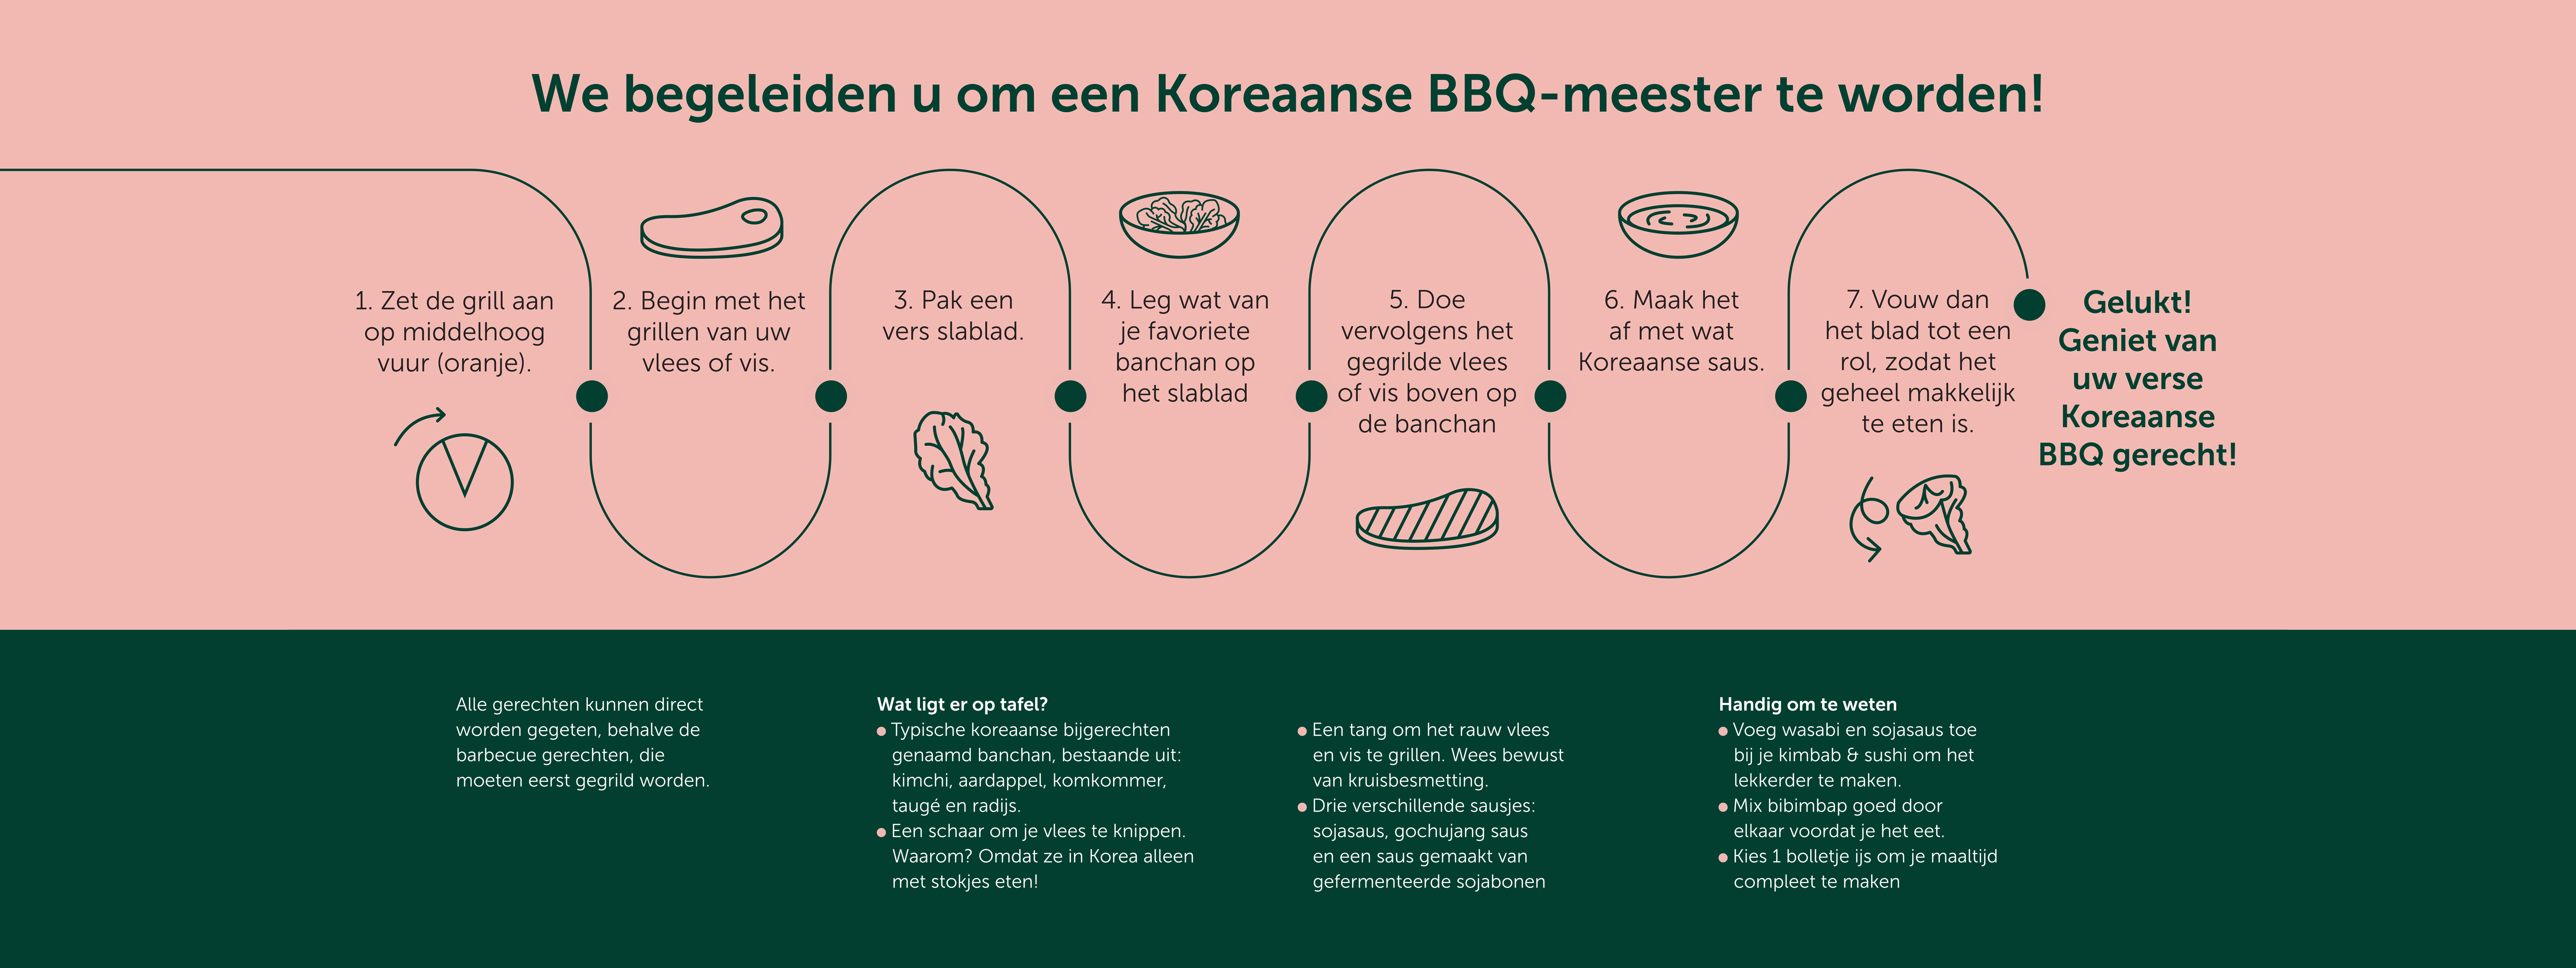 We begeleiden u om een Koreaanse BBQ-meester te worden!
1. Zet de grill aan
op middelhoog
vuur (oranje).
2. Begin met het
grillen van uw
vlees of vis.
3. Pak een
vers slablad.
4. Leg wat van
je favoriete
banchan op
het slablad
5. Doe
vervolgens het
gegrilde vlees
of vis boven op
de banchan
6. Maak het
af met wat
Koreaanse saus.
7. Vouw dan
het blad tot een
rol, zodat het
geheel makkelijk
te eten is.
Gelukt!
Geniet van
uw verse
Koreaanse
BBQ gerecht!
Alle gerechten kunnen direct
worden gegeten, behalve de
barbecue gerechten, die
moeten eerst gegrild worden.
Wat ligt er op tafel?
• Typische koreaanse bijgerechten
genaamd banchan, bestaande uit:
kimchi, aardappel, komkommer,
taugé en radijs.
• Een schaar om je vlees te knippen.
Waarom? Omdat ze in Korea alleen
met stokjes eten!
• Een tang om het rauw vlees
en vis te grillen. Wees bewust
van kruisbesmetting.
• Drie verschillende sausjes:
sojasaus, gochujang saus
en een saus gemaakt van
gefermenteerde sojabonen
Handig om te weten
• Voeg wasabi en sojasaus toe
bij je kimbab & sushi om het
lekkerder te maken.
• Mix bibimbap goed door
elkaar voordat je het eet.
• Kies 1 bolletje ijs om je maaltijd
compleet te maken